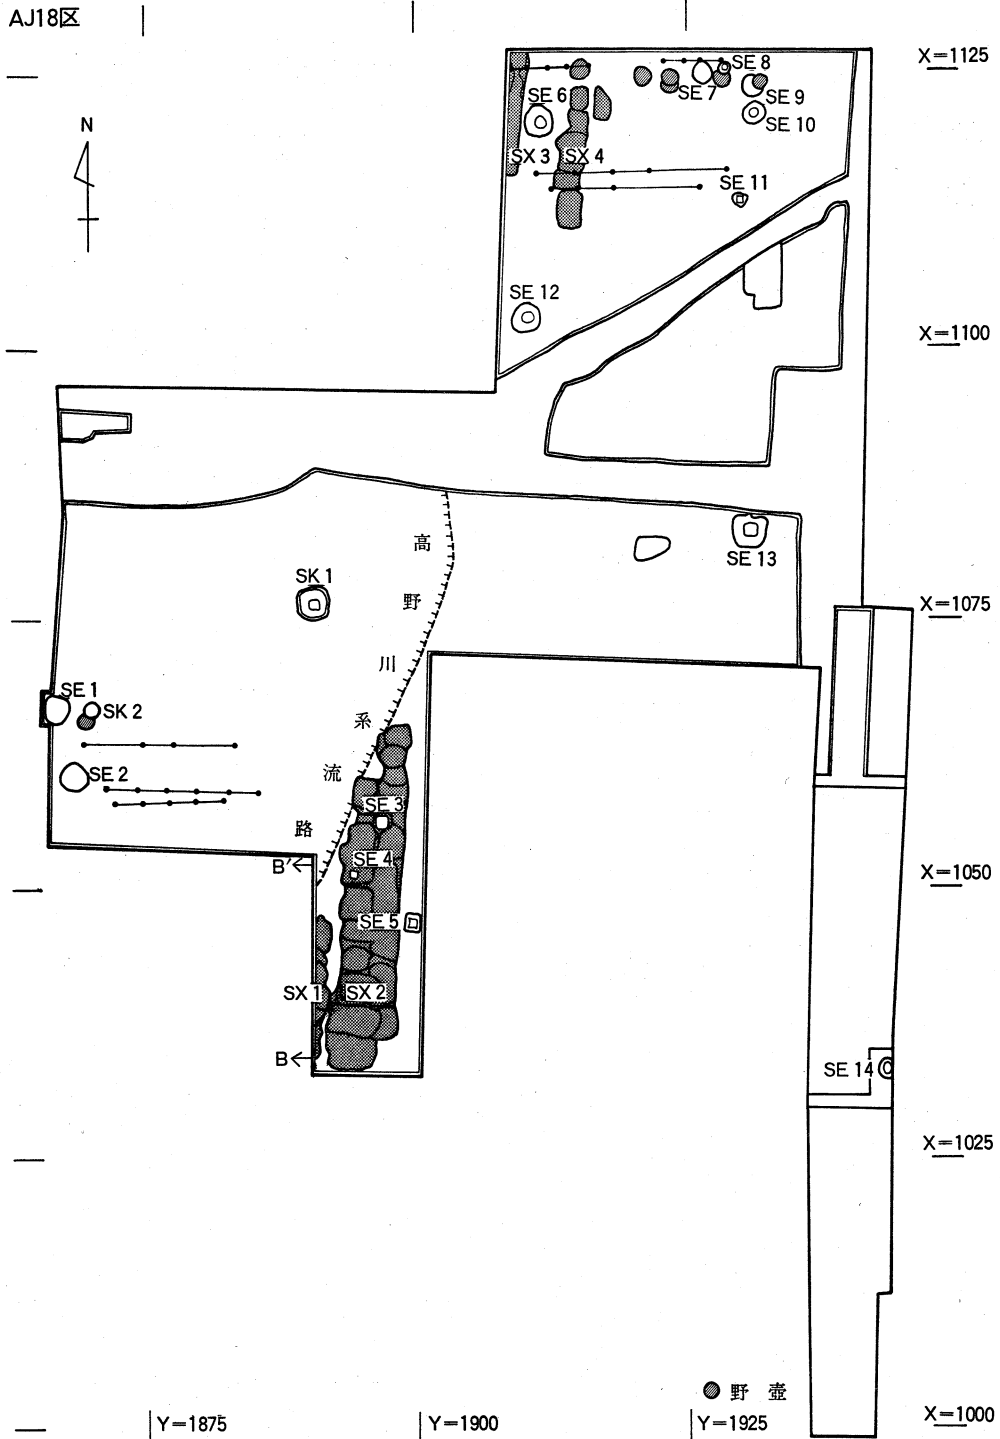 AJ18区
X=1125
SE 8
SE 7
SE 9
SE 10
SE 6
SX 3
SX 4
SE 11
N
SE 12
X=1100
高野川系流路
SE 13
SK 1
X=1075
SE 1
SK 2
SE 2
SE 3
SE 4
B′
X=1050
SE 5
SX 1
SX 2
B
SE 14
X=1025
野壺
Y=1875
Y=1900
Y=1925
X=1000